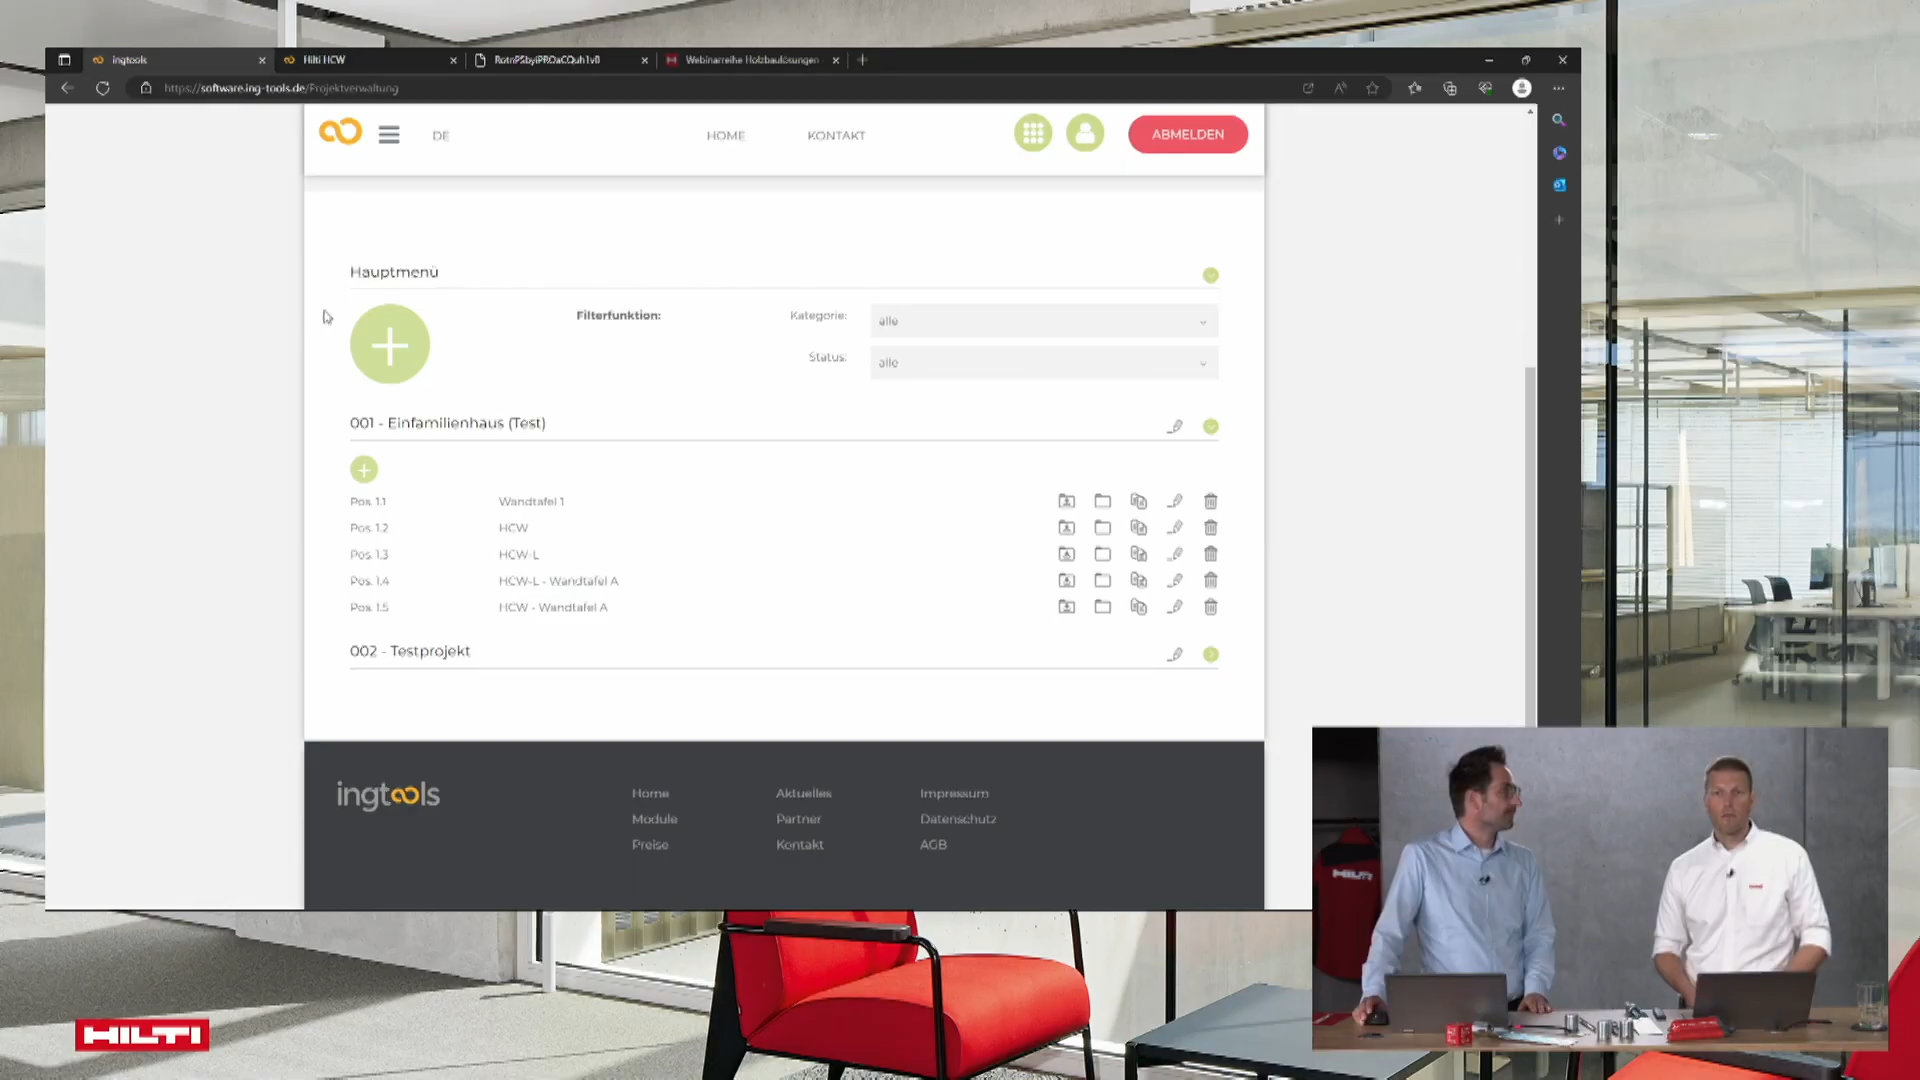 ingtools
Hilti HCW
Webinarreihe Holzbaulösungen
https://software.ing-tools.de/Projektverwaltung
DE
HOME
KONTAKT
ABMELDEN
Hauptmenü
Filterfunktion:
Kategorie:
alle
Status:
alle
001 - Einfamilienhaus (Test)
Pos. 1.1
Wandtafel 1
Pos. 1.2
HCW
Pos. 1.3
HCW-L
Pos. 1.4
HCW-L - Wandtafel A
Pos. 1.5
HCW - Wandtafel A
002 - Testprojekt
ingtools
Home
Aktuelles
Impressum
Module
Partner
Datenschutz
Preise
Kontakt
AGB
HILTI
HILTI